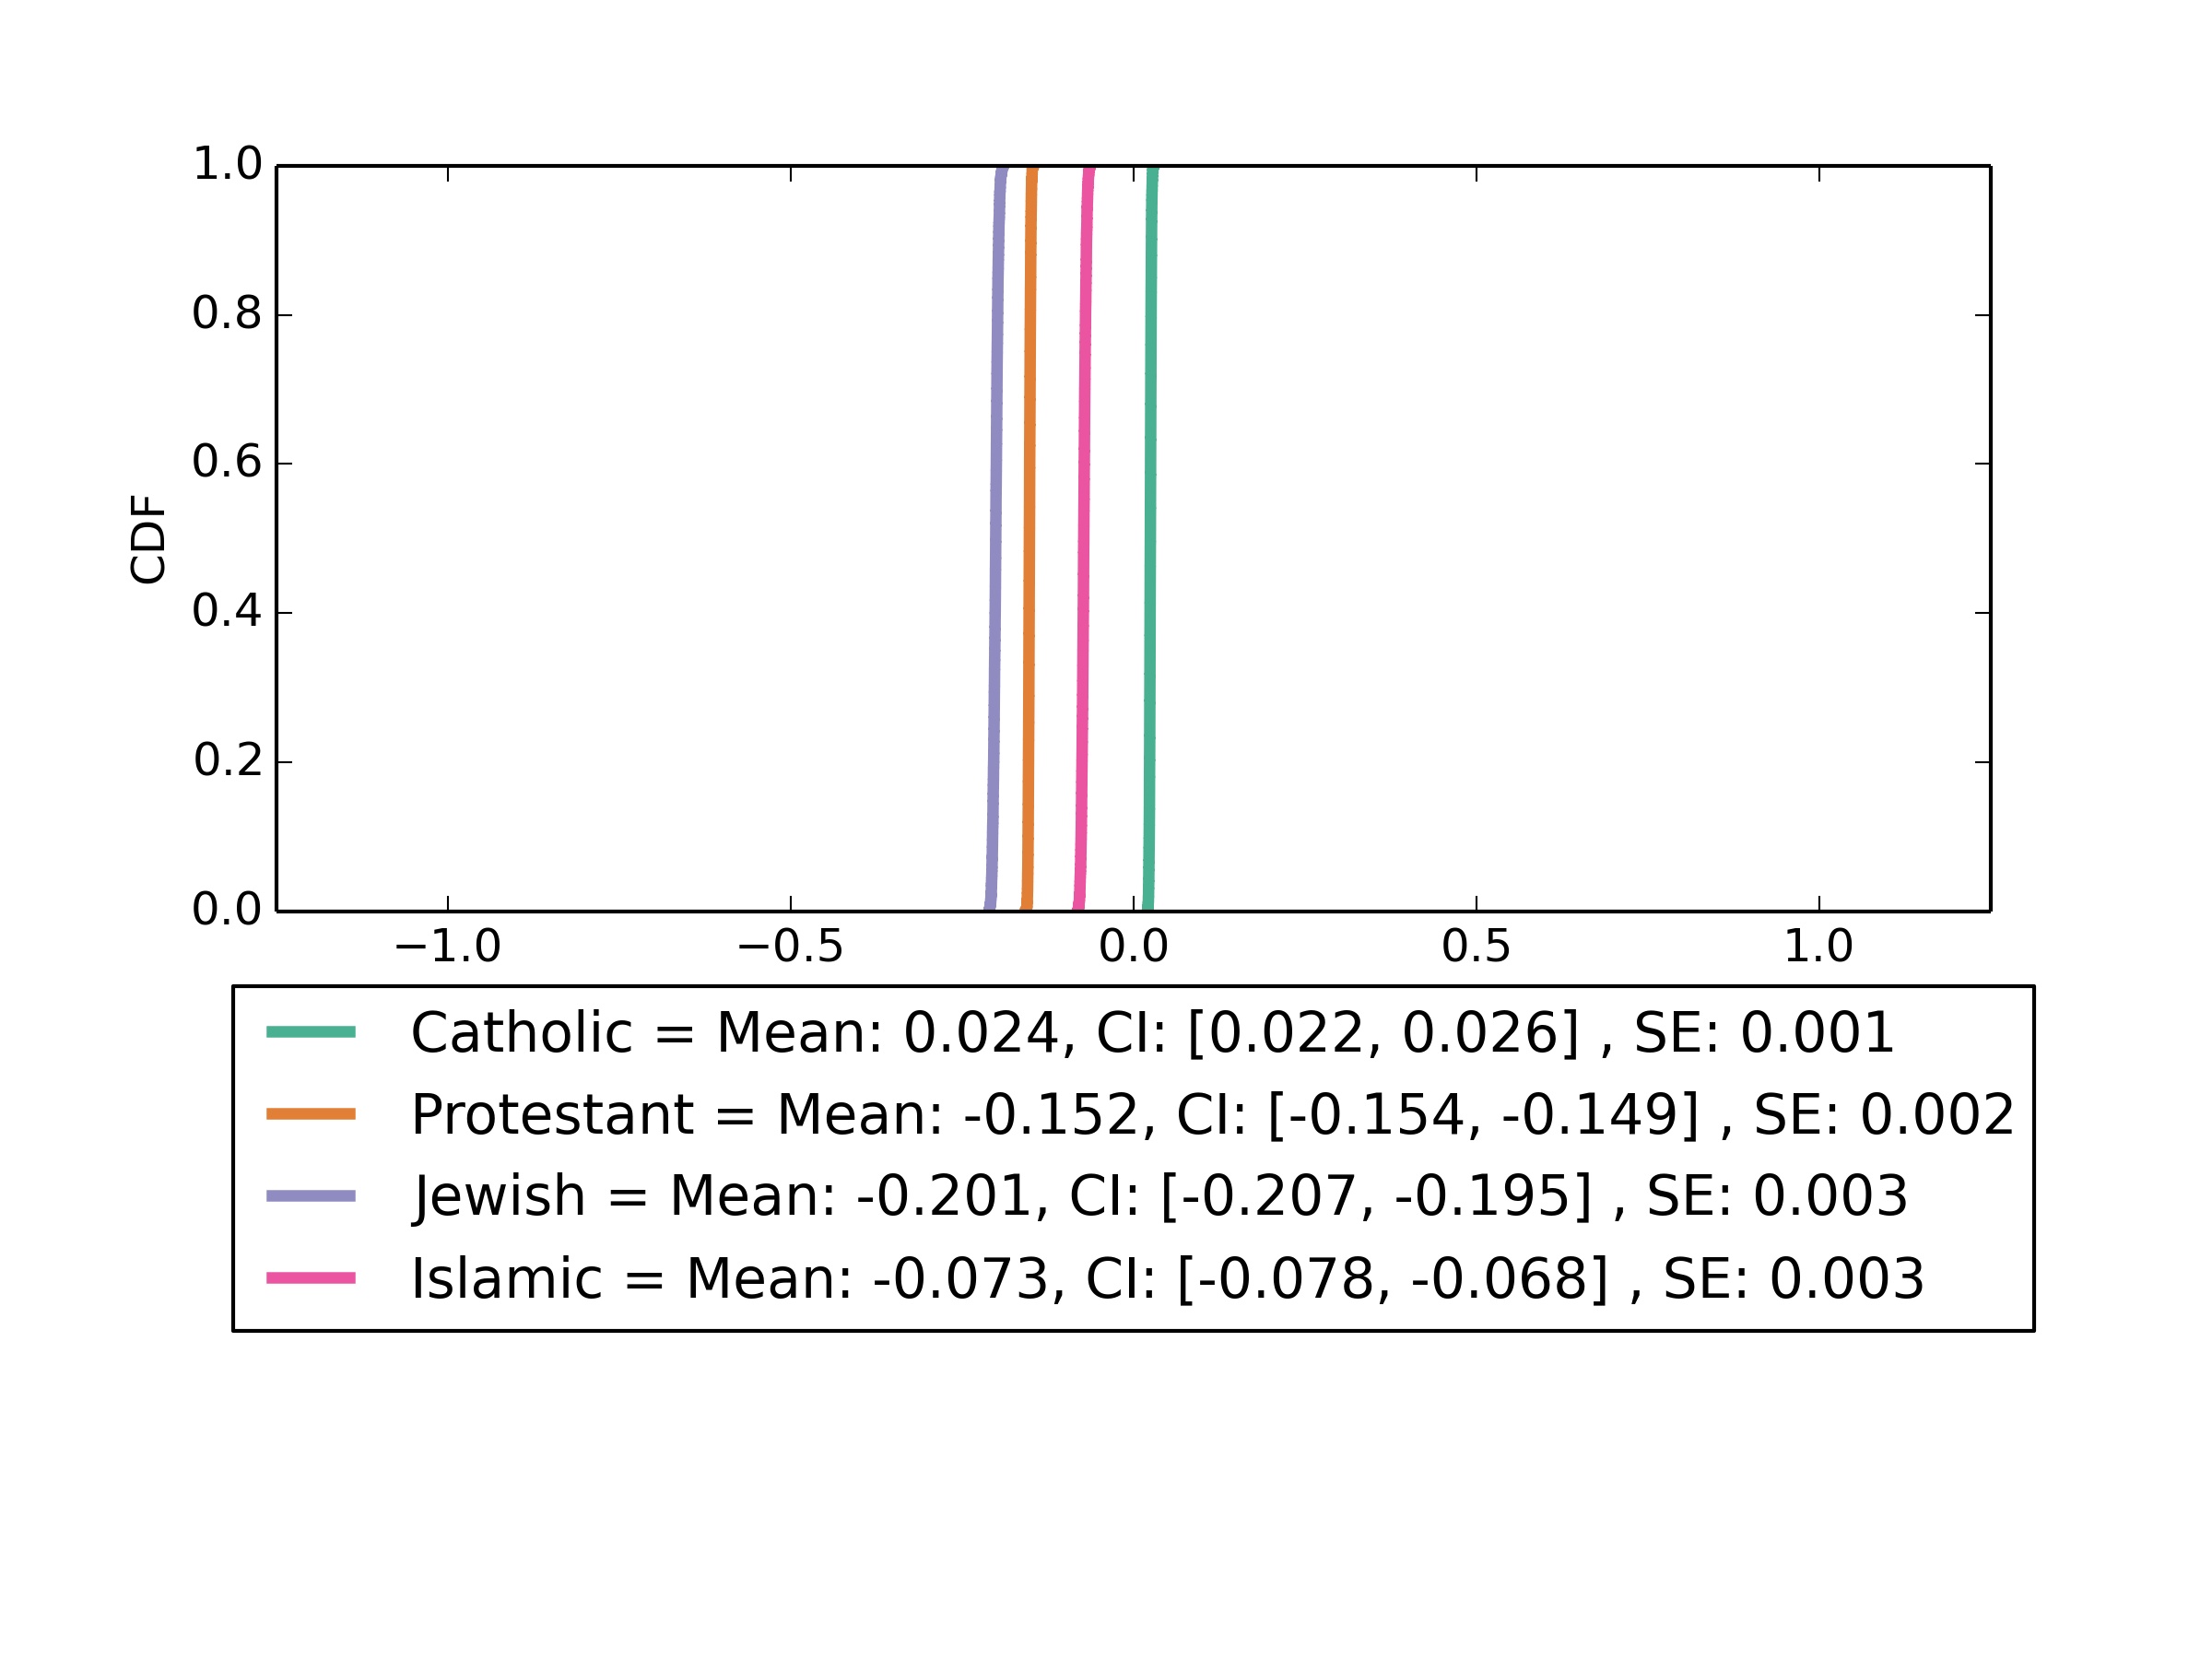 1.0
0.8
0.6
0.4
0.2
0.0
CDF
−1.0 −0.5 0.0 0.5 1.0
Catholic = Mean: 0.024, CI: [0.022, 0.026] , SE: 0.001
Protestant = Mean: -0.152, CI: [-0.154, -0.149] , SE: 0.002
Jewish = Mean: -0.201, CI: [-0.207, -0.195] , SE: 0.003
Islamic = Mean: -0.073, CI: [-0.078, -0.068] , SE: 0.003